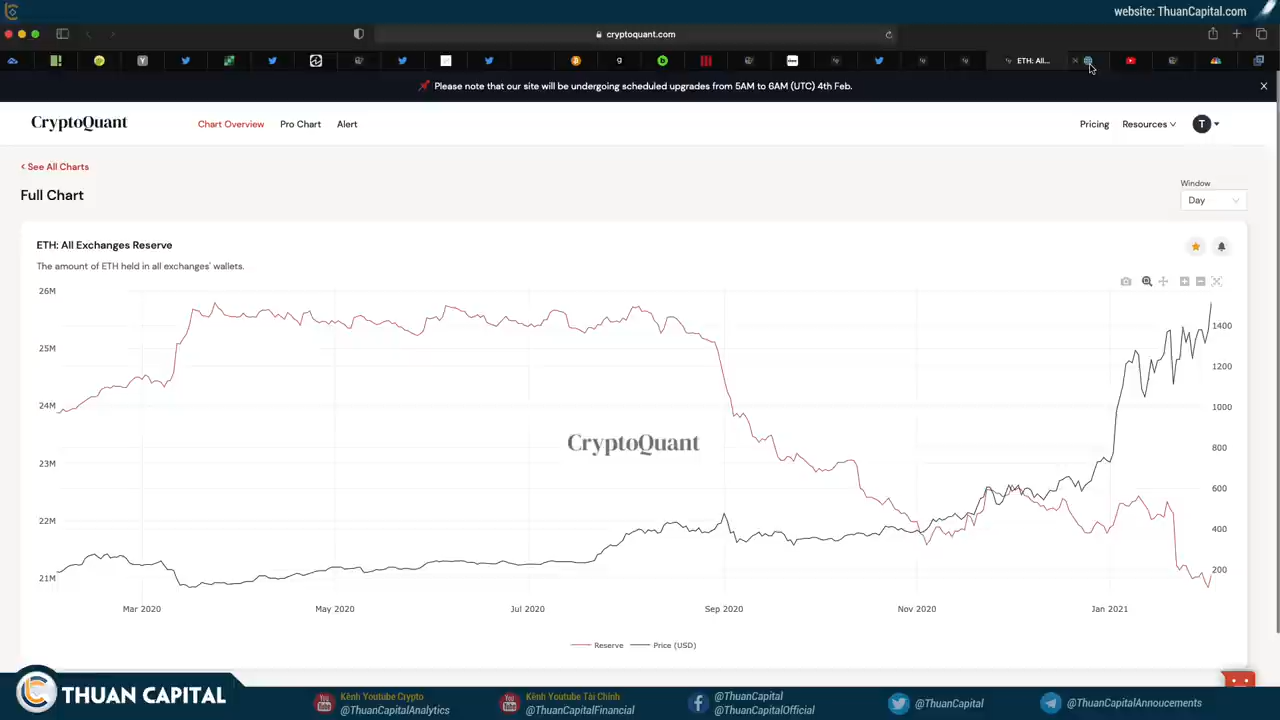 website: ThuanCapital.com
cryptoquant.com
ETH: All...
Please note that our site will be undergoing scheduled upgrades from 5AM to 6AM (UTC) 4th Feb.
CryptoQuant
Chart Overview
Pro Chart
Alert
Pricing
Resources
T
< See All Charts
Full Chart
Window
Day
ETH: All Exchanges Reserve
The amount of ETH held in all exchanges' wallets.
26M
25M
24M
23M
22M
21M
1400
1200
1000
800
600
400
200
CryptoQuant
Mar 2020
May 2020
Jul 2020
Sep 2020
Nov 2020
Jan 2021
Reserve
Price (USD)
THUAN CAPITAL
Kênh Youtube Crypto
@ThuanCapitalAnalytics
Kênh Youtube Tài Chính
@ThuanCapitalFinancial
@ThuanCapital
@ThuanCapitalOfficial
@ThuanCapital
@ThuanCapitalAnnoucements